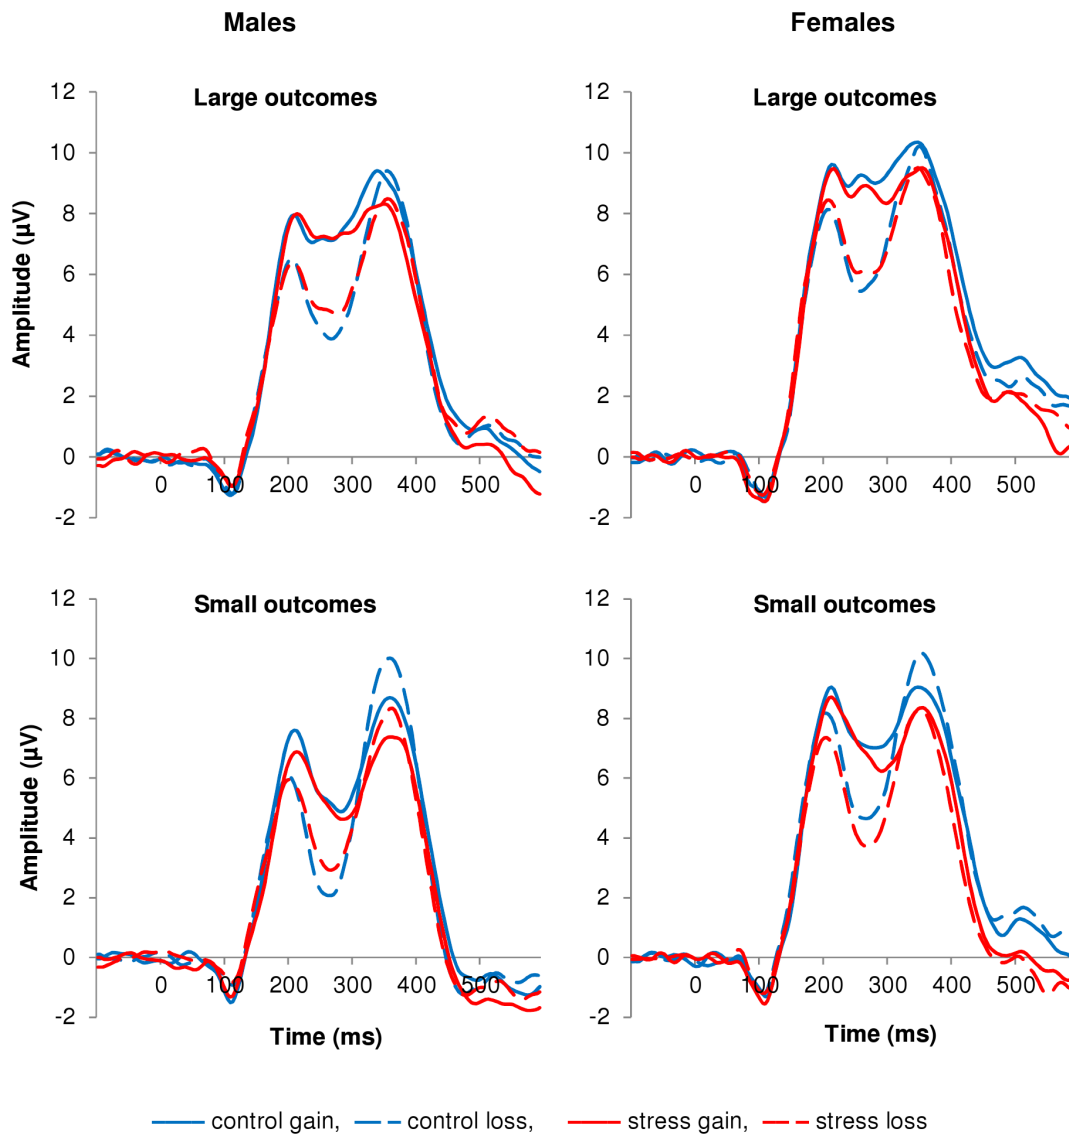 Males
Females
Large outcomes
12
10
8
6
4
2
0
-2
0 100 200 300 400 500
Amplitude (µV)
Large outcomes
12
10
8
6
4
2
0
-2
0 100 200 300 400 500
Small outcomes
12
10
8
6
4
2
0
-2
0 100 200 300 400 500
Amplitude (µV)
Time (ms)
Small outcomes
12
10
8
6
4
2
0
-2
0 100 200 300 400 500
Time (ms)
control gain, control loss, stress gain, stress loss